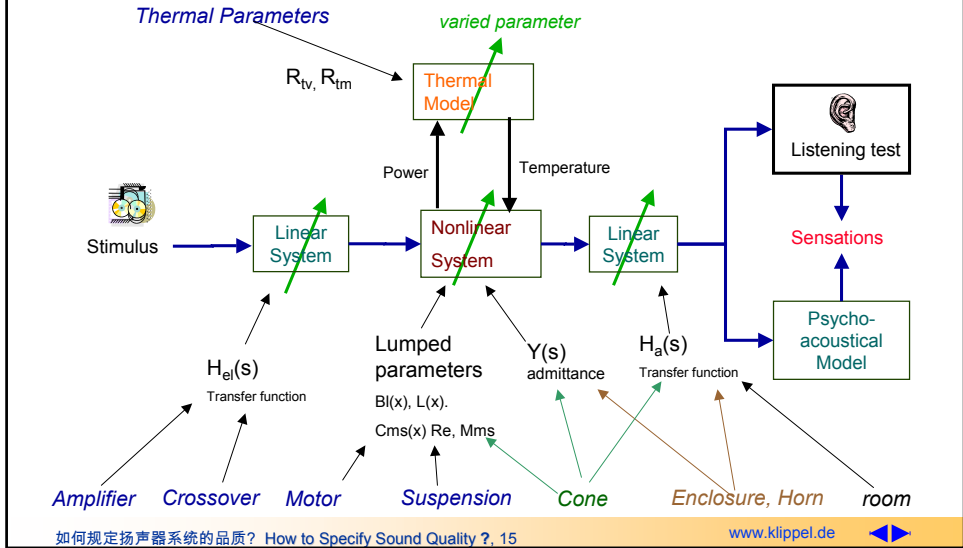 Thermal Parameters
varied parameter
Rtv, Rtm
Thermal
Model
Power
Temperature
Listening test
Stimulus
Linear
System
Nonlinear
System
Linear
System
Sensations
Psycho-
acoustical
Model
Hel(s)
Transfer function
Lumped
parameters
Bl(x), L(x).
Cms(x) Re, Mms
Y(s)
admittance
Ha(s)
Transfer function
Amplifier
Crossover
Motor
Suspension
Cone
Enclosure, Horn
room
如何规定扬声器系统的品质? How to Specify Sound Quality ?, 15
www.klippel.de